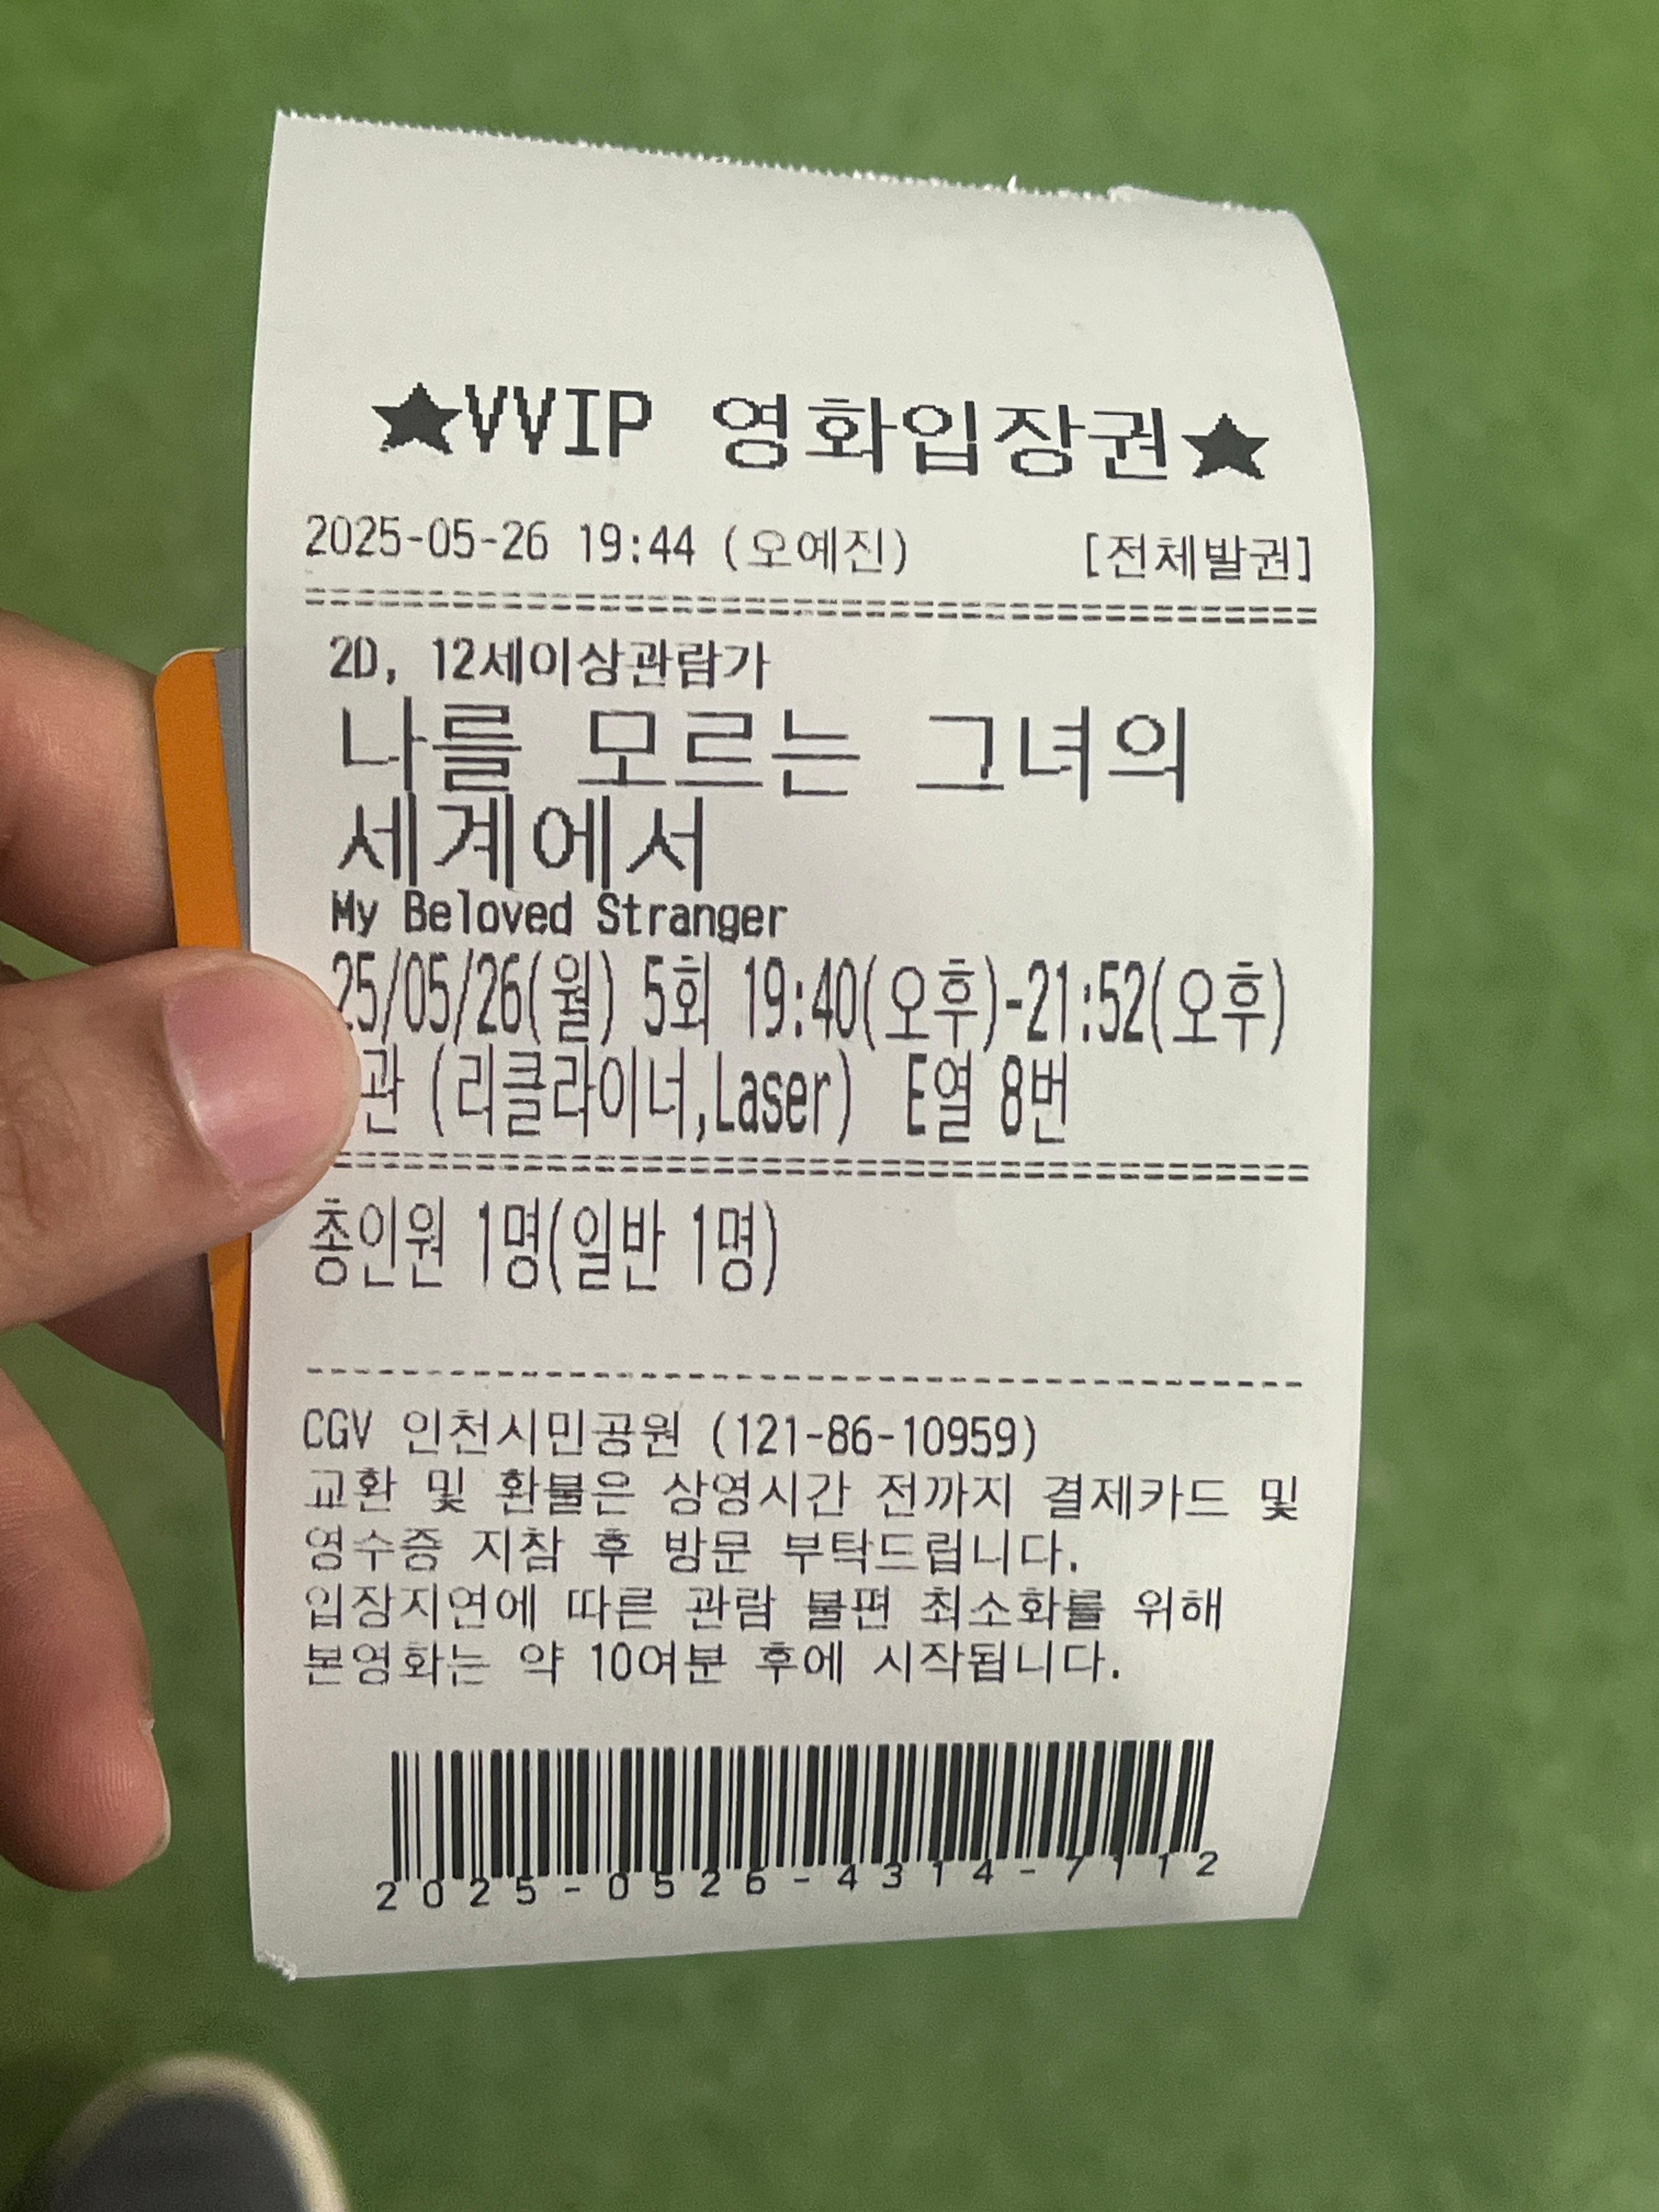 ★VVIP 영화입장권★
2025-05-26 19:44 (오예진) [전체발권]
2D, 12세이상관람가
나를 모르는 그녀의
세계에서
My Beloved Stranger
25/05/26(월) 5회 19:40(오후)-21:52(오후)
관 (리클라이너,Laser) E열 8번
총인원 1명(일반 1명)
CGV 인천시민공원 (121-86-10959)
교환 및 환불은 상영시간 전까지 결제카드 및
영수증 지참 후 방문 부탁드립니다.
입장지연에 따른 관람 불편 최소화를 위해
본영화는 약 10여분 후에 시작됩니다.
2025-0526-4314-7112